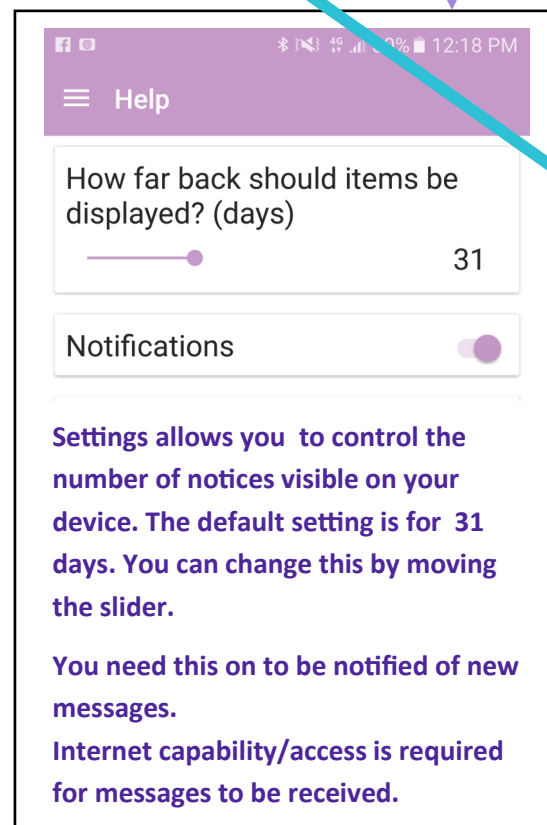 12:18 PM
Help
How far back should items be
displayed? (days)
31
Notifications
Settings allows you to control the
number of notices visible on your
device. The default setting is for 31
days. You can change this by moving
the slider.
You need this on to be notified of new
messages.
Internet capability/access is required
for messages to be received.